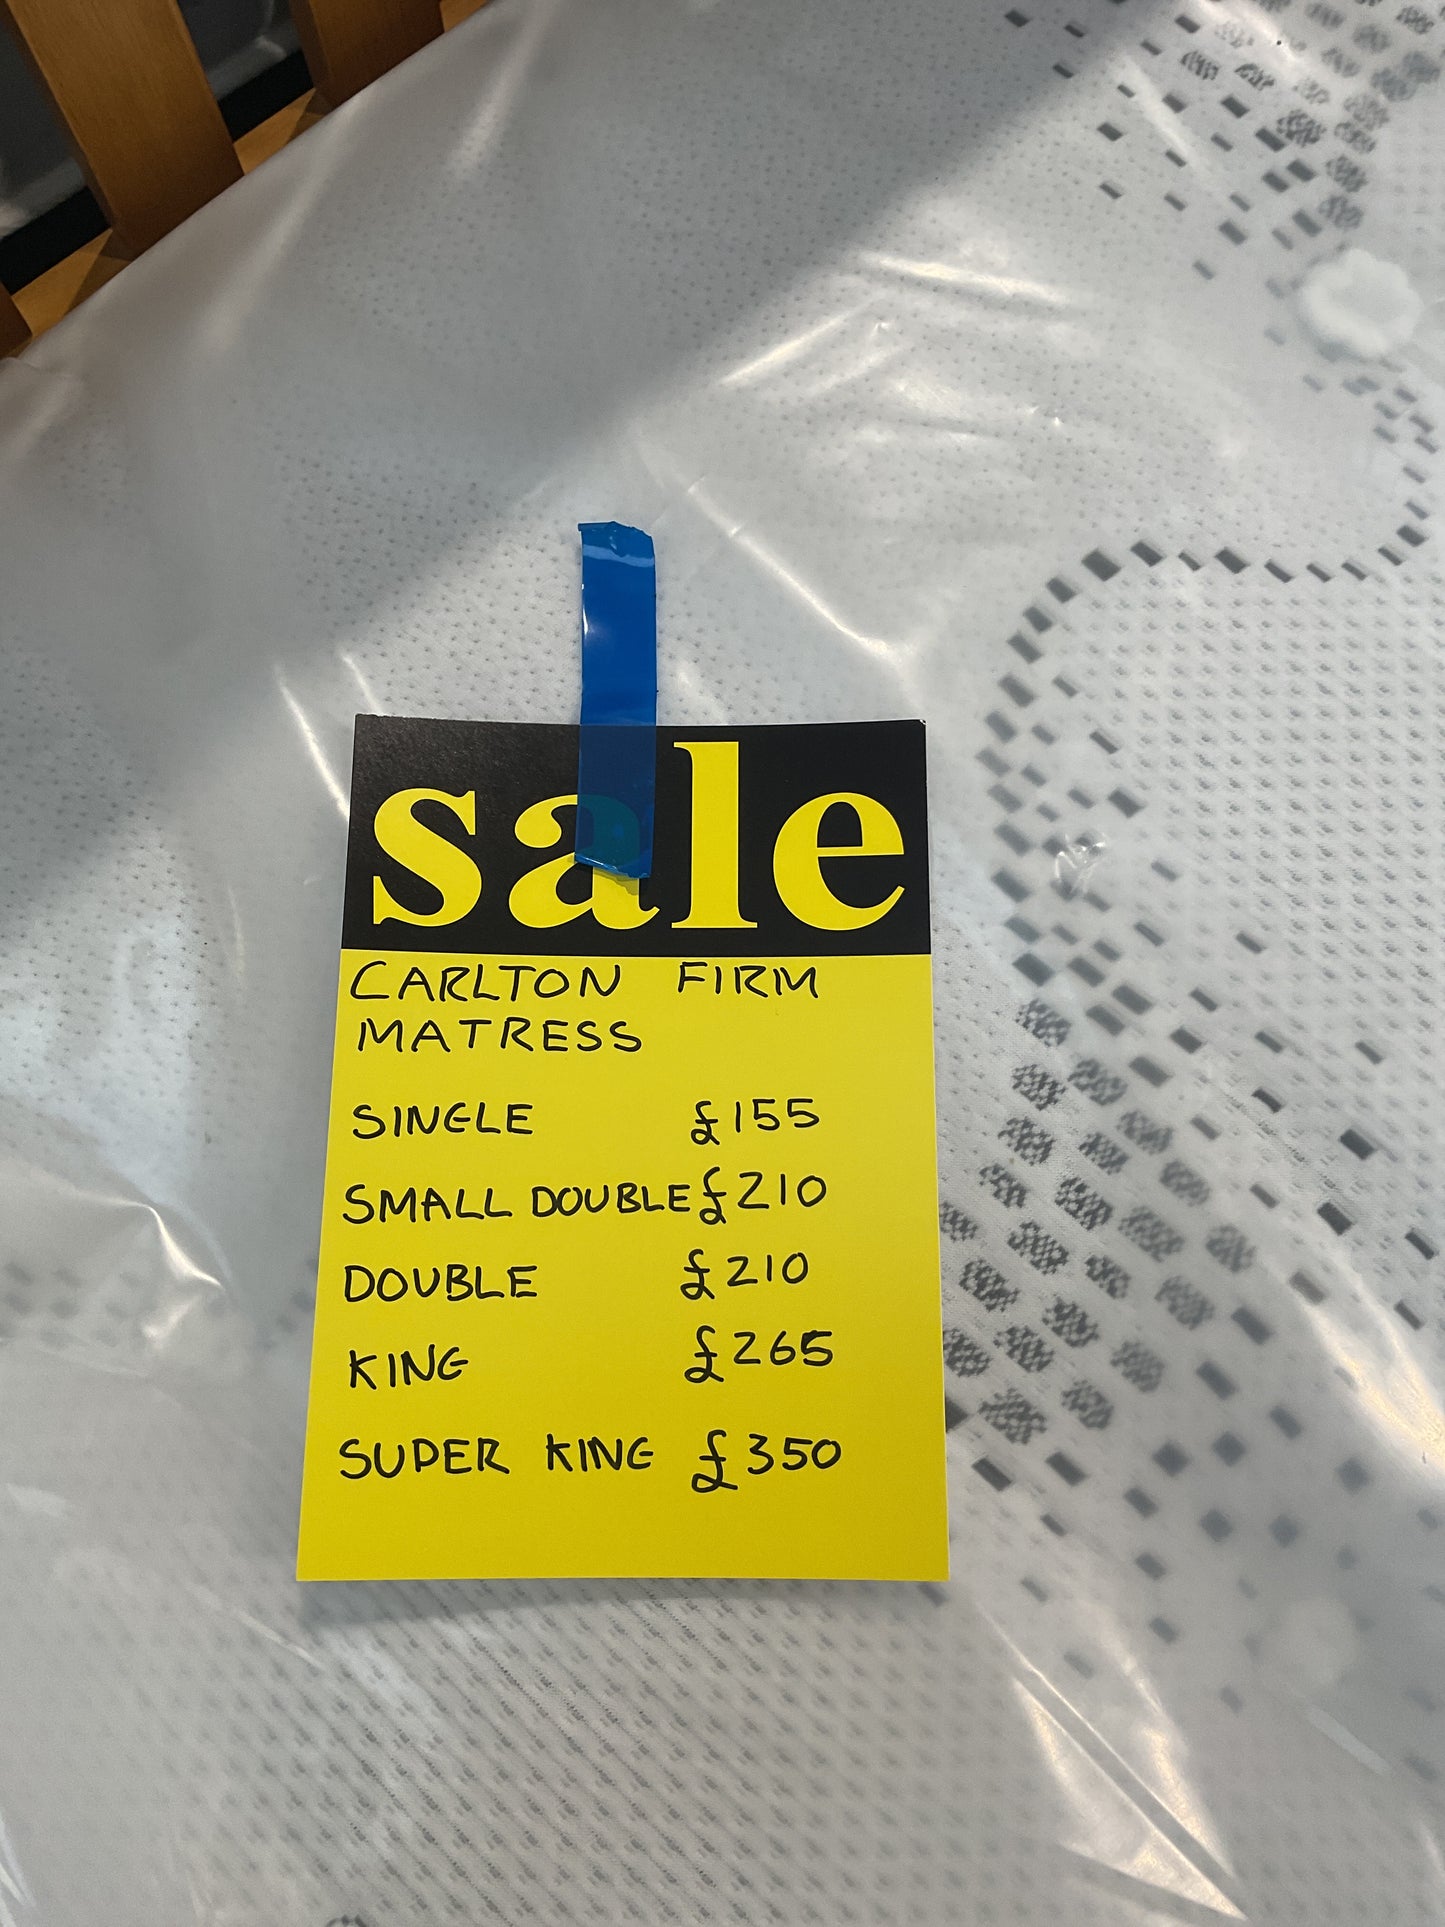 sale
CARLTON FIRM
MATRESS
SINGLE £155
SMALL DOUBLE £210
DOUBLE £210
KING £265
SUPER KING £350